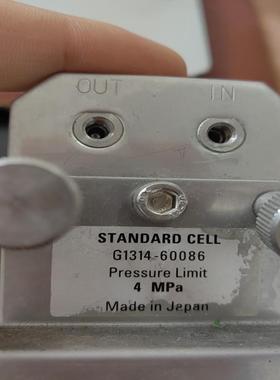 OUT IN
STANDARD CELL
G1314-60086
Pressure Limit
4 MPa
Made in Japan